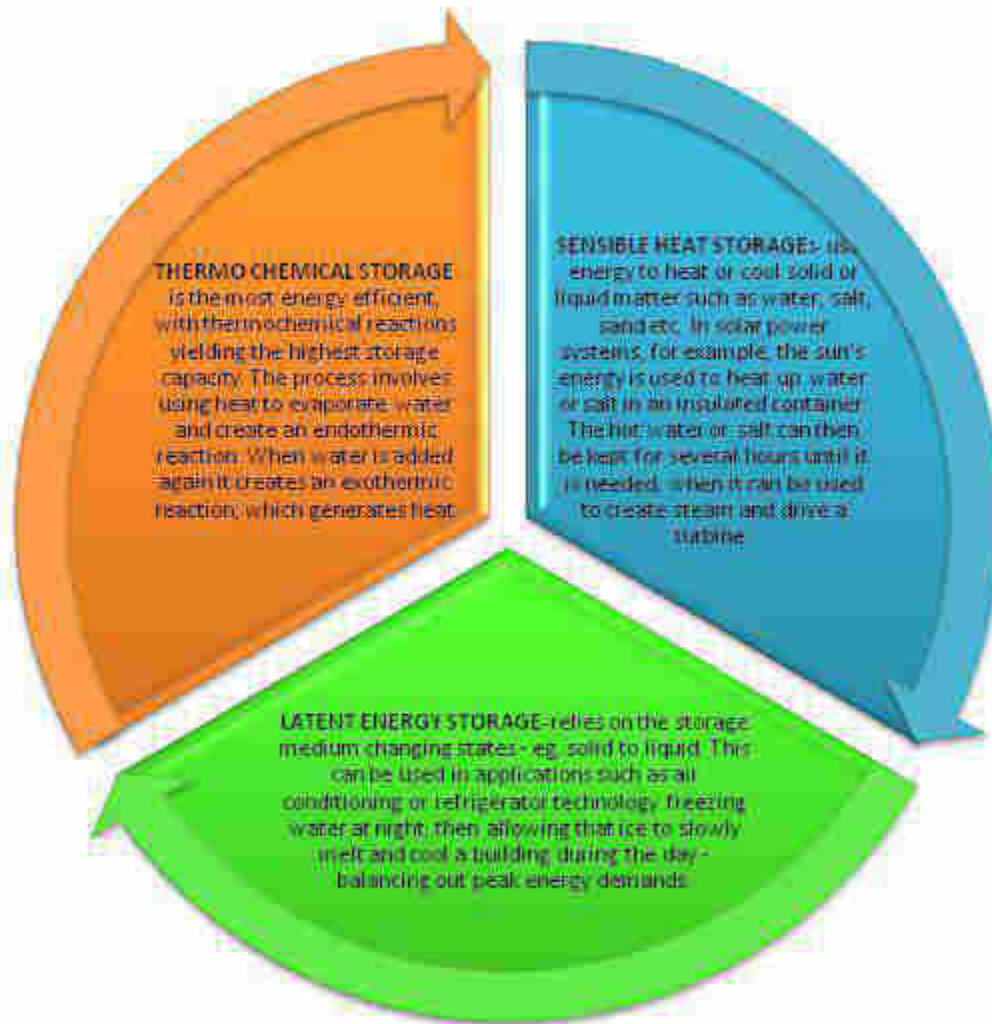 THERMO CHEMICAL STORAGE
is the most energy efficient,
with thermochemical reactions
yielding the highest storage
capacity. The process involves
using heat to evaporate water
and create an endothermic
reaction. When water is added
again it creates an exothermic
reaction, which generates heat
SENSIBLE HEAT STORAGE:-
energy to heat or cool solid or
liquid matter such as water, salt,
sand etc. In solar power
systems, for example, the sun's
energy is used to heat up water
or salt in an insulated container.
The hot water or salt can then
be kept for several hours until it
is needed, when it can be used
to create steam and drive a
turbine
LATENT ENERGY STORAGE-relies on the storage
medium changing states - eg. solid to liquid. This
can be used in applications such as air
conditioning or refrigerator technology, freezing
water at night, then allowing that ice to slowly
melt and cool a building during the day -
balancing out peak energy demands.